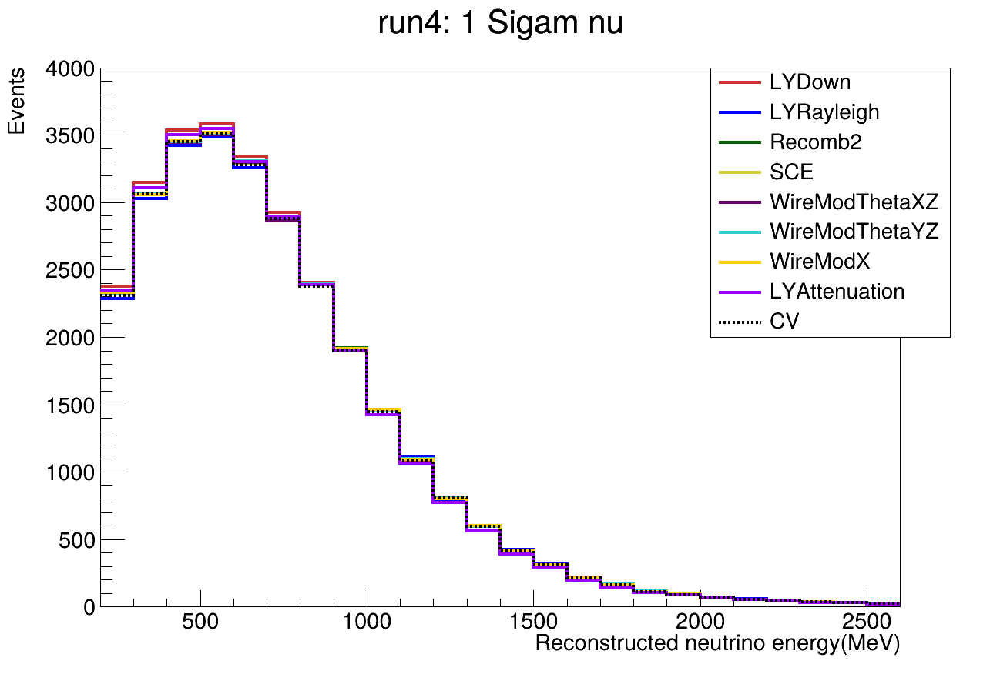 run4: 1 Sigam nu
Events
4000
3500
3000
2500
2000
1500
1000
500
0
LYDown
LYRayleigh
Recomb2
SCE
WireModThetaXZ
WireModThetaYZ
WireModX
LYAttenuation
CV
500 1000 1500 2000 2500
Reconstructed neutrino energy(MeV)